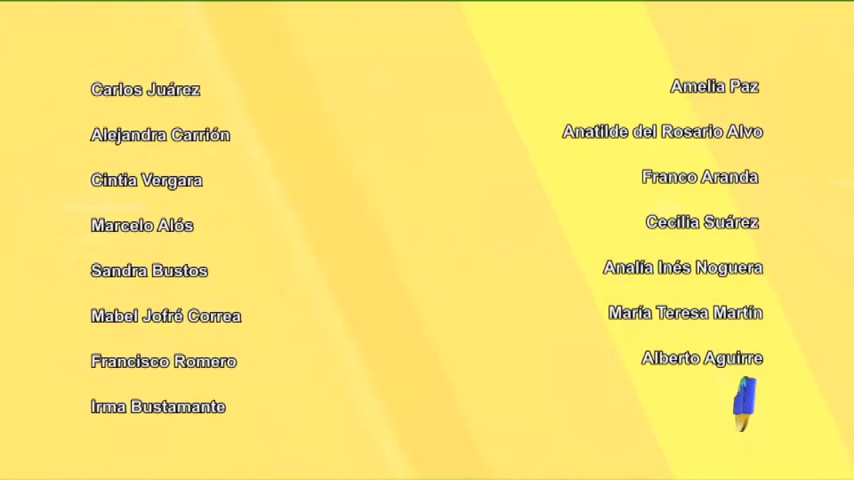 Carlos Juárez
Alejandra Carrión
Cintia Vergara
Marcelo Alós
Sandra Bustos
Mabel Jofré Correa
Francisco Romero
Irma Bustamante
Amelia Paz
Anatilde del Rosario Alvo
Franco Aranda
Cecilia Suárez
Analía Inés Noguera
María Teresa Martín
Alberto Aguirre